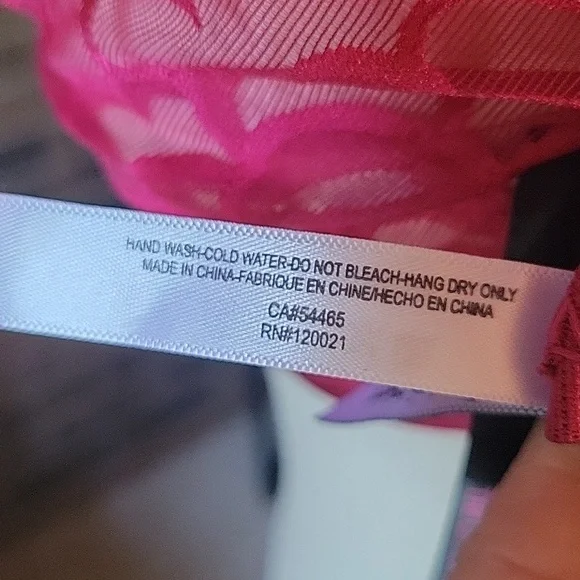 HAND WASH-COLD WATER-DO NOT BLEACH-HANG DRY ONLY
MADE IN CHINA-FABRIQUE EN CHINE/HECHO EN CHINA
CA#54465
RN#120021